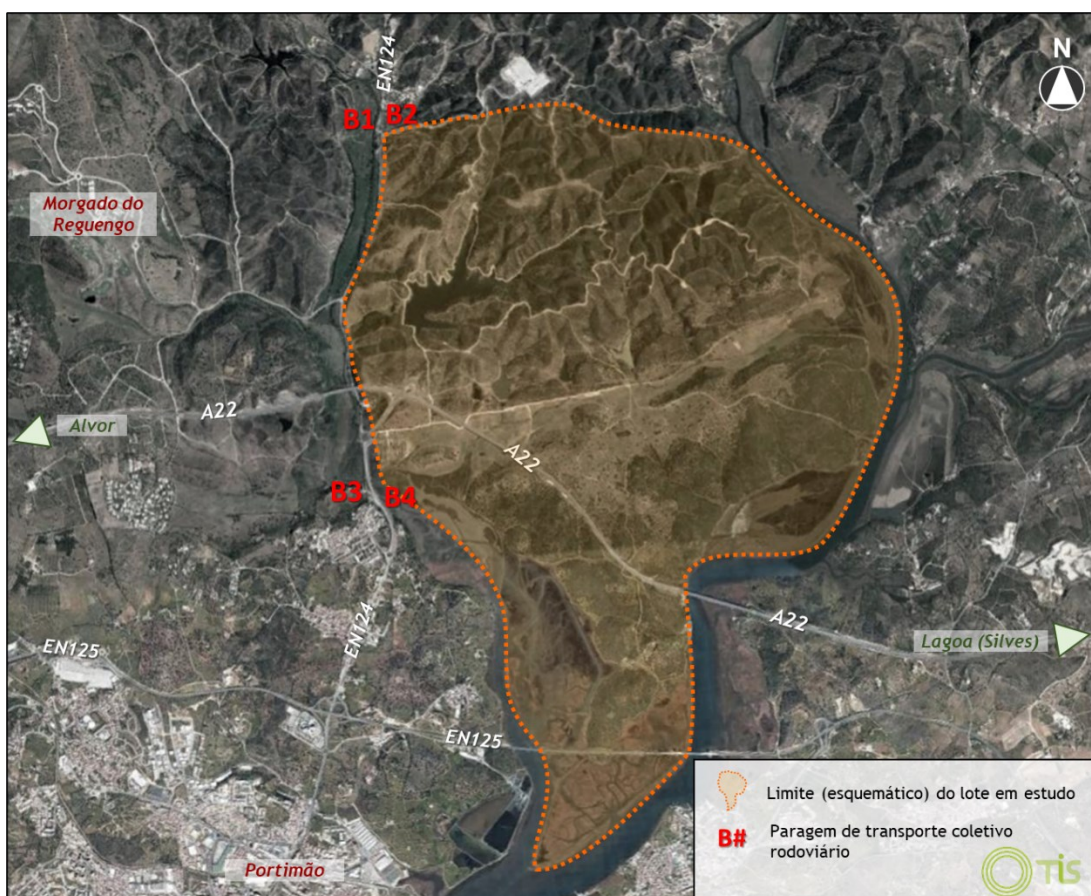 EN124
N
B1 B2
Morgado do
Reguengo
A22
Alvor
A22
B3 B4
EN124
A22
Lagoa (Silves)
EN125
EN125
Portimão
Limite (esquemático) do lote em estudo
B# Paragem de transporte coletivo
rodoviário
TIS